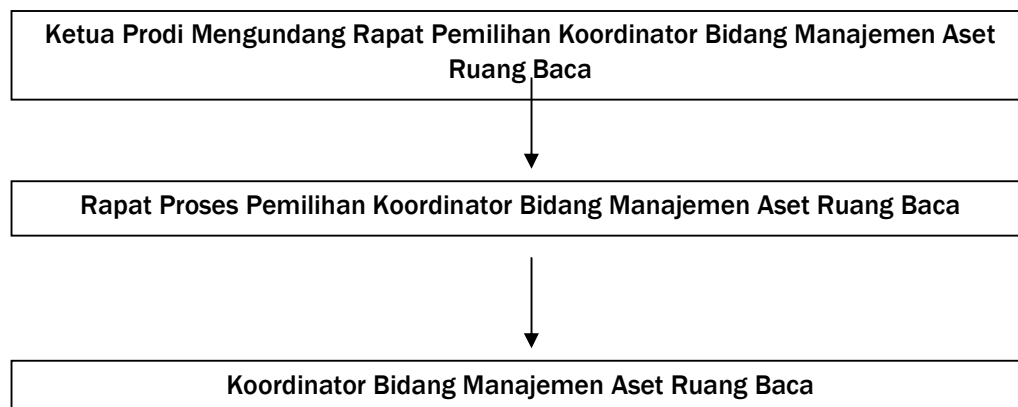 Ketua Prodi Mengundang Rapat Pemilihan Koordinator Bidang Manajemen Aset
Ruang Baca
Rapat Proses Pemilihan Koordinator Bidang Manajemen Aset Ruang Baca
Koordinator Bidang Manajemen Aset Ruang Baca